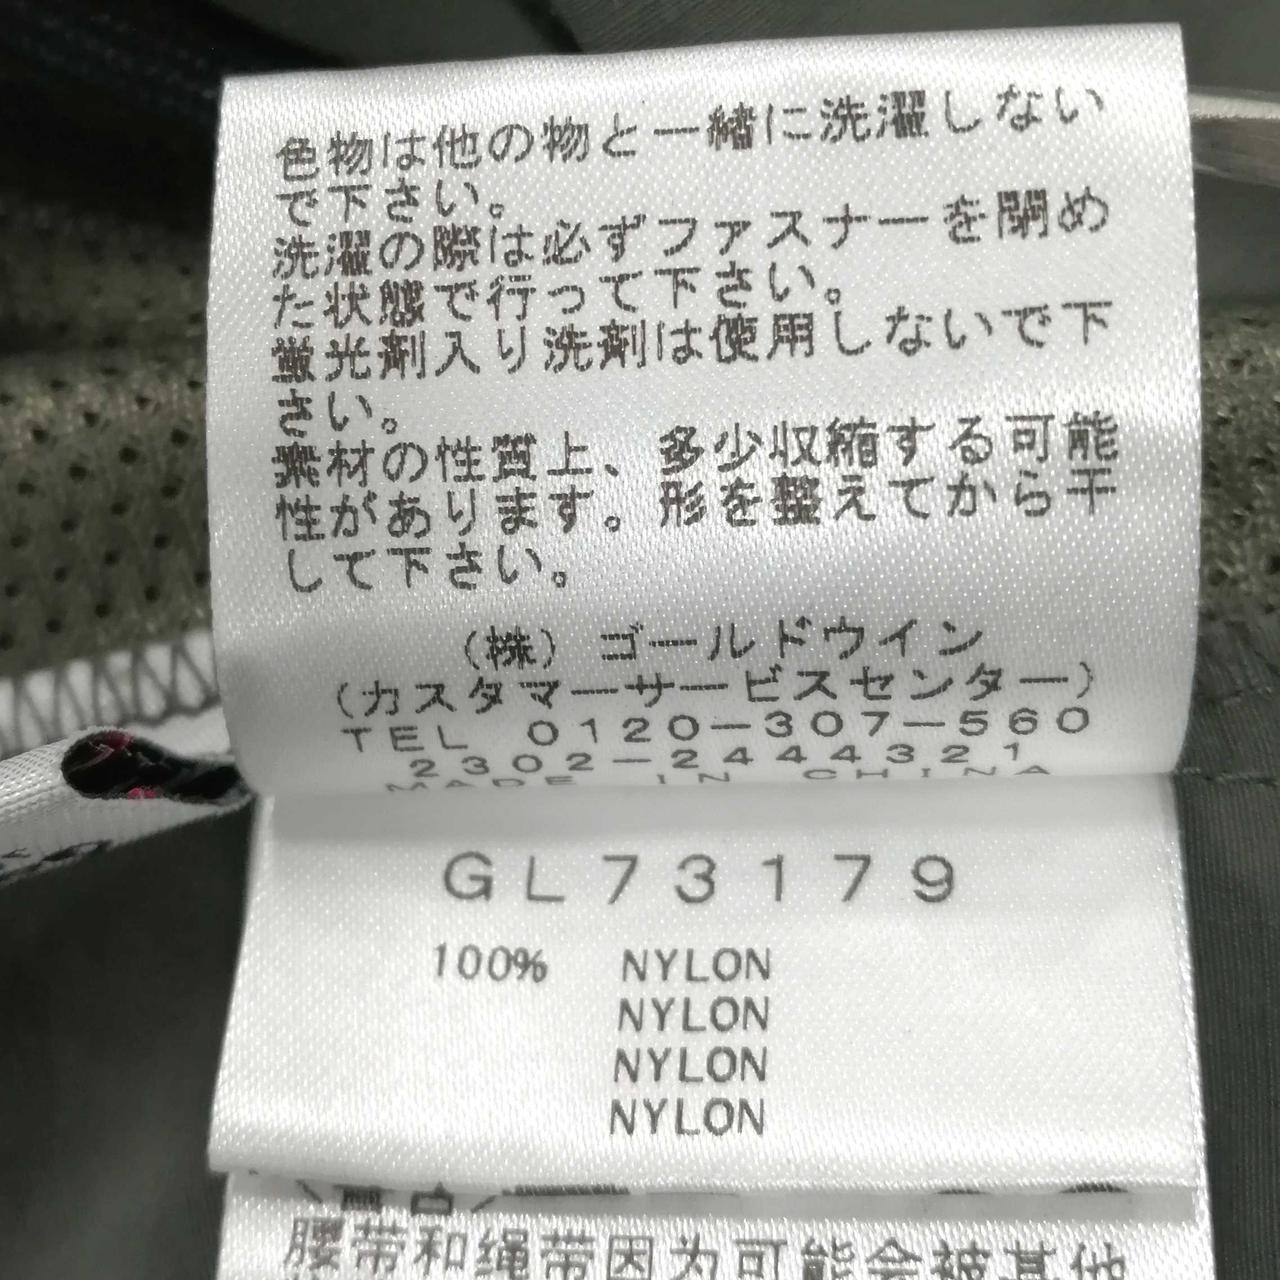 色物は他の物と一緒に洗濯しない
で下さい。
洗濯の際は必ずファスナーを閉め
た状態で行って下さい。
蛍光剤入り洗剤は使用しないで下
さい。
素材の性質上、多少収縮する可能
性があります。形を整えてから干
して下さい。
(株) ゴールドウイン
(カスタマーサービスセンター)
TEL 0120-307-560
2302-2444321
MADE IN CHINA
GL73179
100% NYLON
NYLON
NYLON
NYLON
腰带和绳带因为可能会被其他